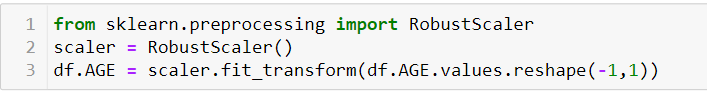 1 from sklearn.preprocessing import RobustScaler
2 scaler = RobustScaler()
3 df.AGE = scaler.fit_transform(df.AGE.values.reshape(-1,1))